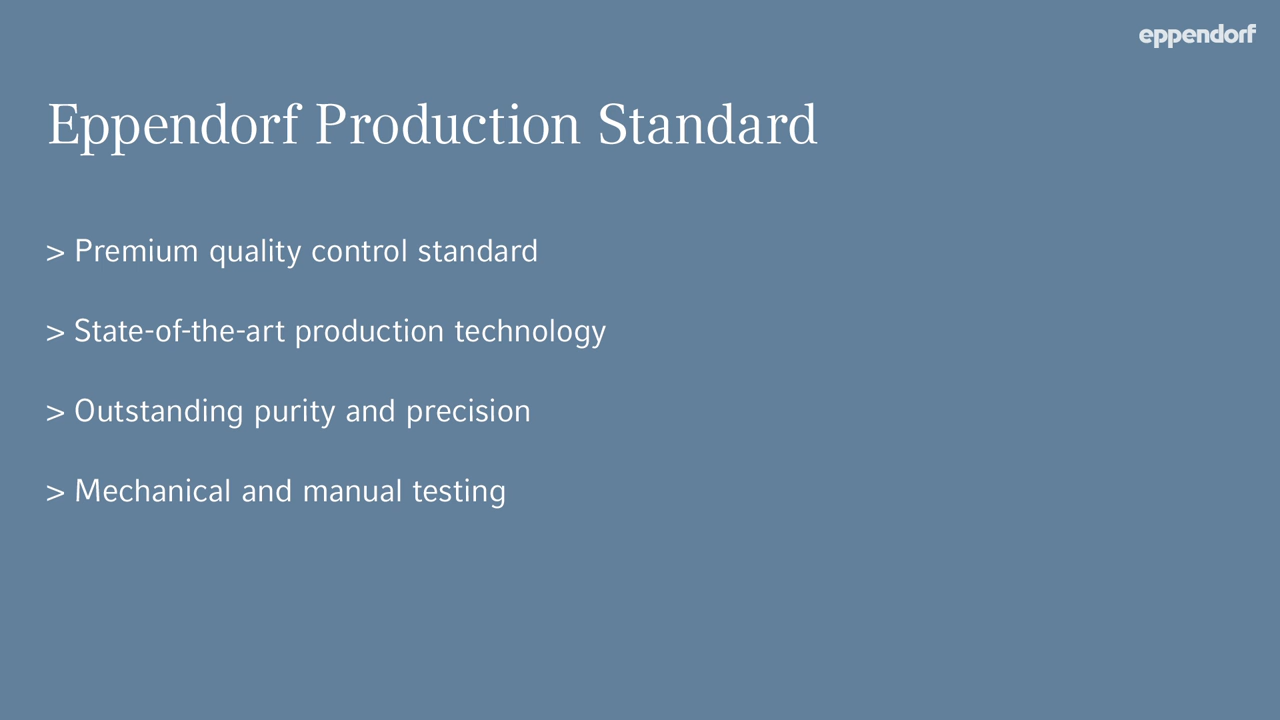 eppendorf
Eppendorf Production Standard
> Premium quality control standard
> State-of-the-art production technology
> Outstanding purity and precision
> Mechanical and manual testing